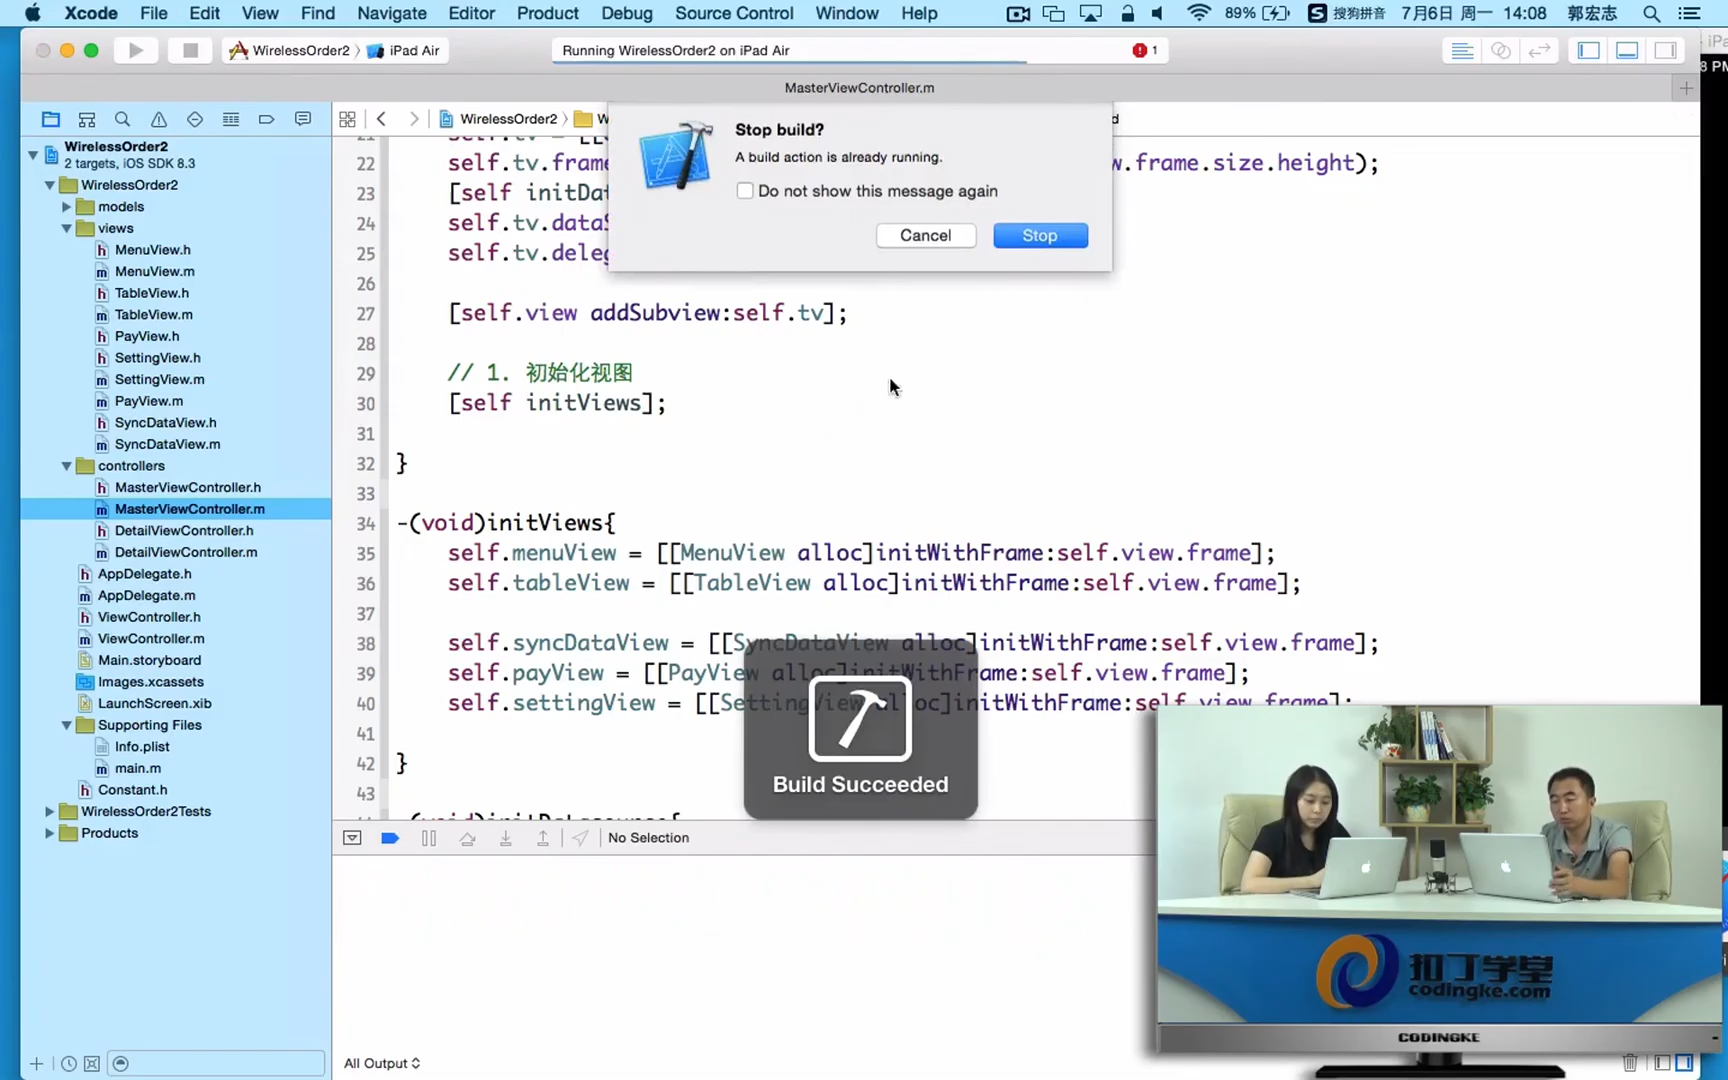 Xcode File Edit View Find Navigate Editor Product Debug Source Control Window Help 89% 搜狗拼音 7月6日 周一 14:08 郭宏志
WirelessOrder2 iPad Air
Running WirelessOrder2 on iPad Air
1
MasterViewController.m
WirelessOrder2
WirelessOrder2
2 targets, iOS SDK 8.3
WirelessOrder2
models
views
MenuView.h
MenuView.m
TableView.h
TableView.m
PayView.h
SettingView.h
SettingView.m
PayView.m
SyncDataView.h
SyncDataView.m
controllers
MasterViewController.h
MasterViewController.m
DetailViewController.h
DetailViewController.m
AppDelegate.h
AppDelegate.m
ViewController.h
ViewController.m
Main.storyboard
Images.xcassets
LaunchScreen.xib
Supporting Files
Info.plist
main.m
Constant.h
WirelessOrder2Tests
Products
Stop build?
A build action is already running.
Do not show this message again
Cancel Stop
22 self.tv.frame w.frame.size.height);
23 [self initDat
24 self.tv.dataS
25 self.tv.deleg
26
27 [self.view addSubview:self.tv];
28
29 // 1. 初始化视图
30 [self initViews];
31
32 }
33
34 -(void)initViews{
35 self.menuView = [[MenuView alloc]initWithFrame:self.view.frame];
36 self.tableView = [[TableView alloc]initWithFrame:self.view.frame];
37
38 self.syncDataView = [[SyncDataView alloc]initWithFrame:self.view.frame];
39 self.payView = [[PayView alloc]initWithFrame:self.view.frame];
40 self.settingView = [[SettingView alloc]initWithFrame:self.view.frame];
41
42 }
43
Build Succeeded
No Selection
All Output
扣丁学堂
codingke.com
CODINGKE